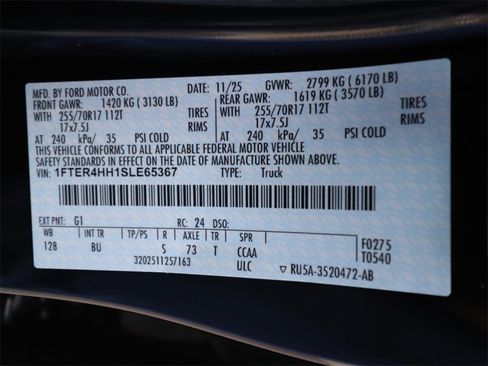 MFD. BY FORD MOTOR CO. 11/25 GVWR: 2799 KG ( 6170 LB)
FRONT GAWR: 1420 KG ( 3130 LB) REAR GAWR: 1619 KG ( 3570 LB)
WITH 255/70R17 112T TIRES WITH 255/70R17 112T TIRES
17x7.5J RIMS 17x7.5J RIMS
AT 240 kPa/ 35 PSI COLD AT 240 kPa/ 35 PSI COLD
THIS VEHICLE CONFORMS TO ALL APPLICABLE FEDERAL MOTOR VEHICLE
SAFETY STANDARDS IN EFFECT ON THE DATE OF MANUFACTURE SHOWN ABOVE
VIN: 1FTER4HH1SLE65367 TYPE: Truck
EXT PNT: G1 RC: 24 DSO:
WB INT TR TP/PS R AXLE TR SPR F0275
128 BU S 73 T CCAA T0540
3202511257163 ULC RU5A-3520472-AB